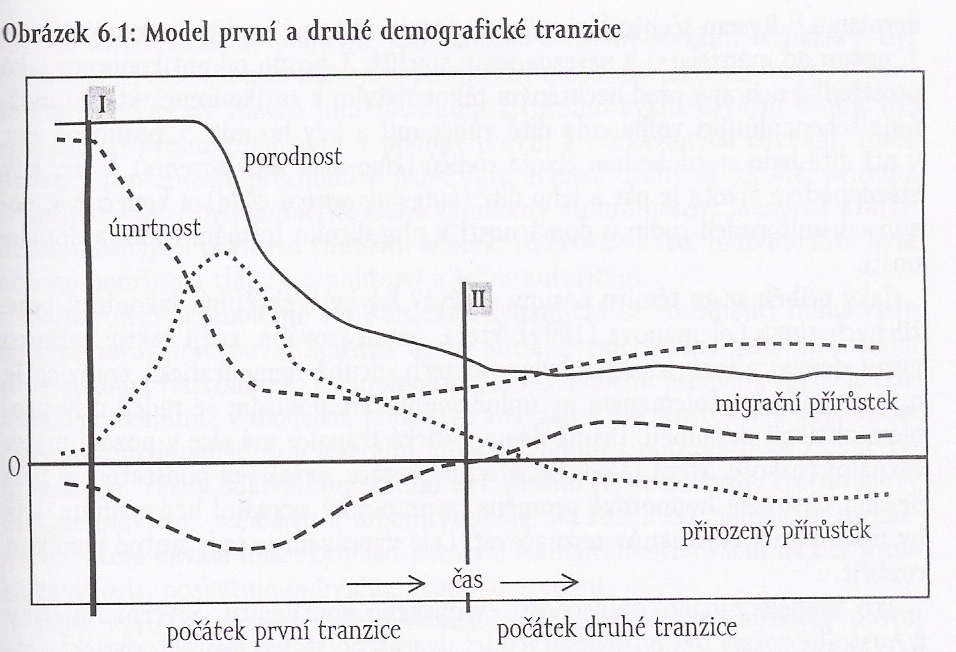 Obrázek 6.1: Model první a druhé demografické tranzice
I
porodnost
úmrtnost
II
migrační přírůstek
0
přirozený přírůstek
čas
počátek první tranzice
počátek druhé tranzice